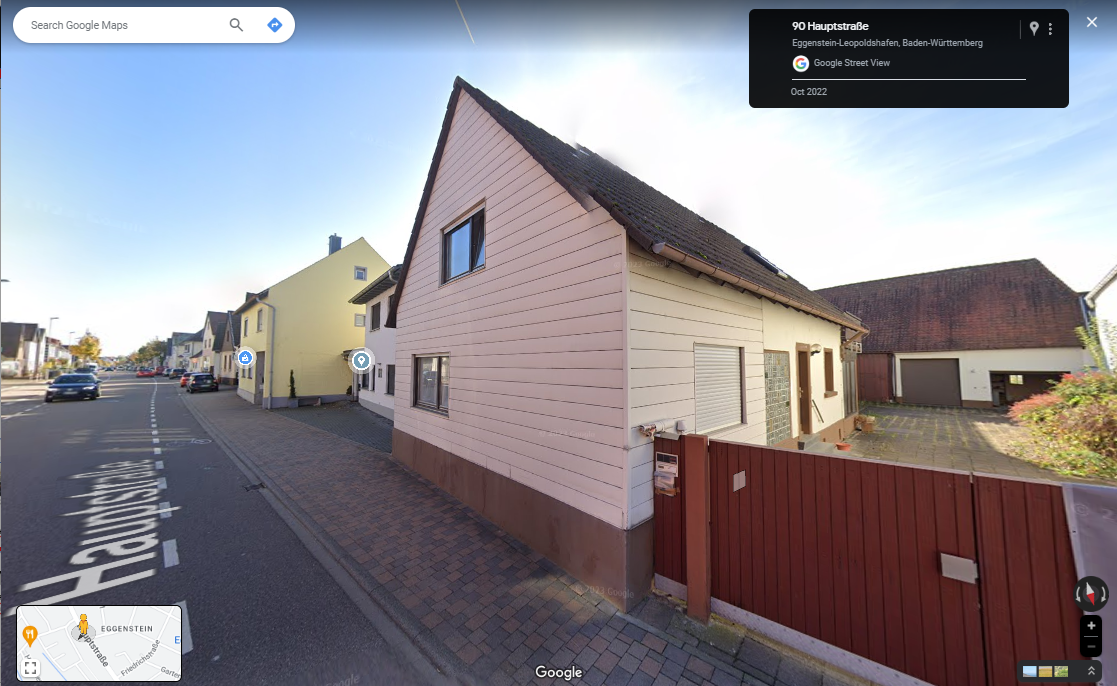 Search Google Maps
90 Hauptstraße
Eggenstein-Leopoldshafen, Baden-Württemberg
Google Street View
Oct 2022
Hauptstraße
EGGENSTEIN
Hauptstraße
Friedrichstraße
Garten
E
Google